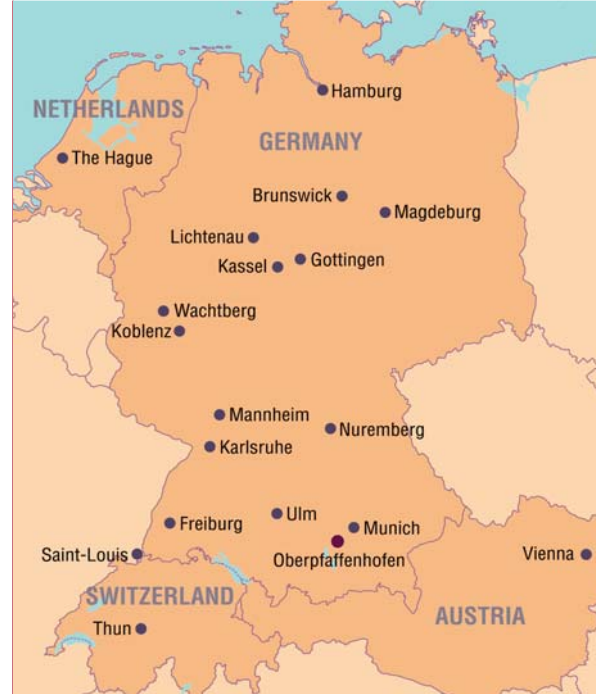 Hamburg
NETHERLANDS
GERMANY
The Hague
Brunswick
Magdeburg
Lichtenau
Gottingen
Kassel
Wachtberg
Koblenz
Mannheim
Nuremberg
Karlsruhe
Ulm
Freiburg
Munich
Saint-Louis
Oberpfaffenhofen
Vienna
SWITZERLAND
AUSTRIA
Thun